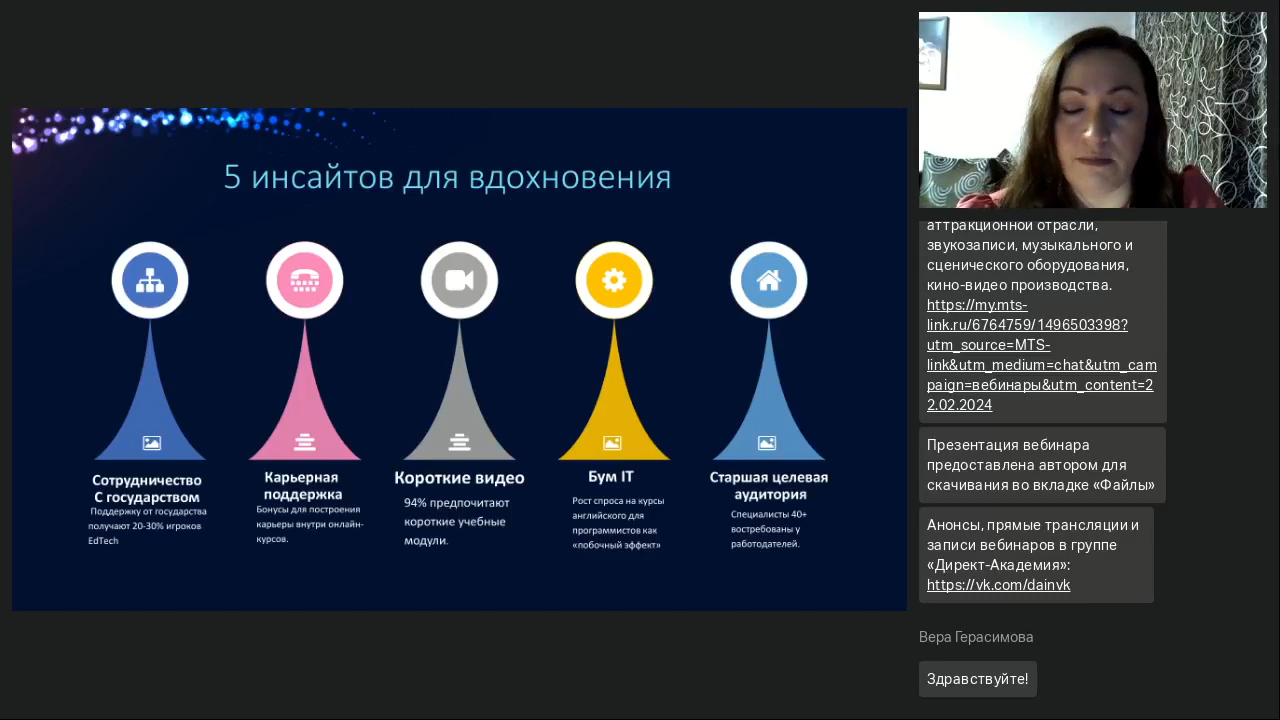 5 инсайтов для вдохновения
Сотрудничество
С государством
Поддержку от государства
получают 20-30% игроков
EdTech
Карьерная
поддержка
Бонусы для построения
карьеры внутри онлайн-
курсов.
Короткие видео
94% предпочитают
короткие учебные
модули.
Бум IT
Рост спроса на курсы
английского для
программистов как
«побочный эффект»
Старшая целевая
аудитория
Специалисты 40+
востребованы у
работодателей.
аттракционной отрасли,
звукозаписи, музыкального и
сценического оборудования,
кино-видео производства.
https://my.mts-
link.ru/6764759/1496503398?
utm_source=MTS-
link&utm_medium=chat&utm_cam
paign=вебинары&utm_content=2
2.02.2024
Презентация вебинара
предоставлена автором для
скачивания во вкладке «Файлы»
Анонсы, прямые трансляции и
записи вебинаров в группе
«Директ-Академия»:
https://vk.com/dainvk
Вера Герасимова
Здравствуйте!